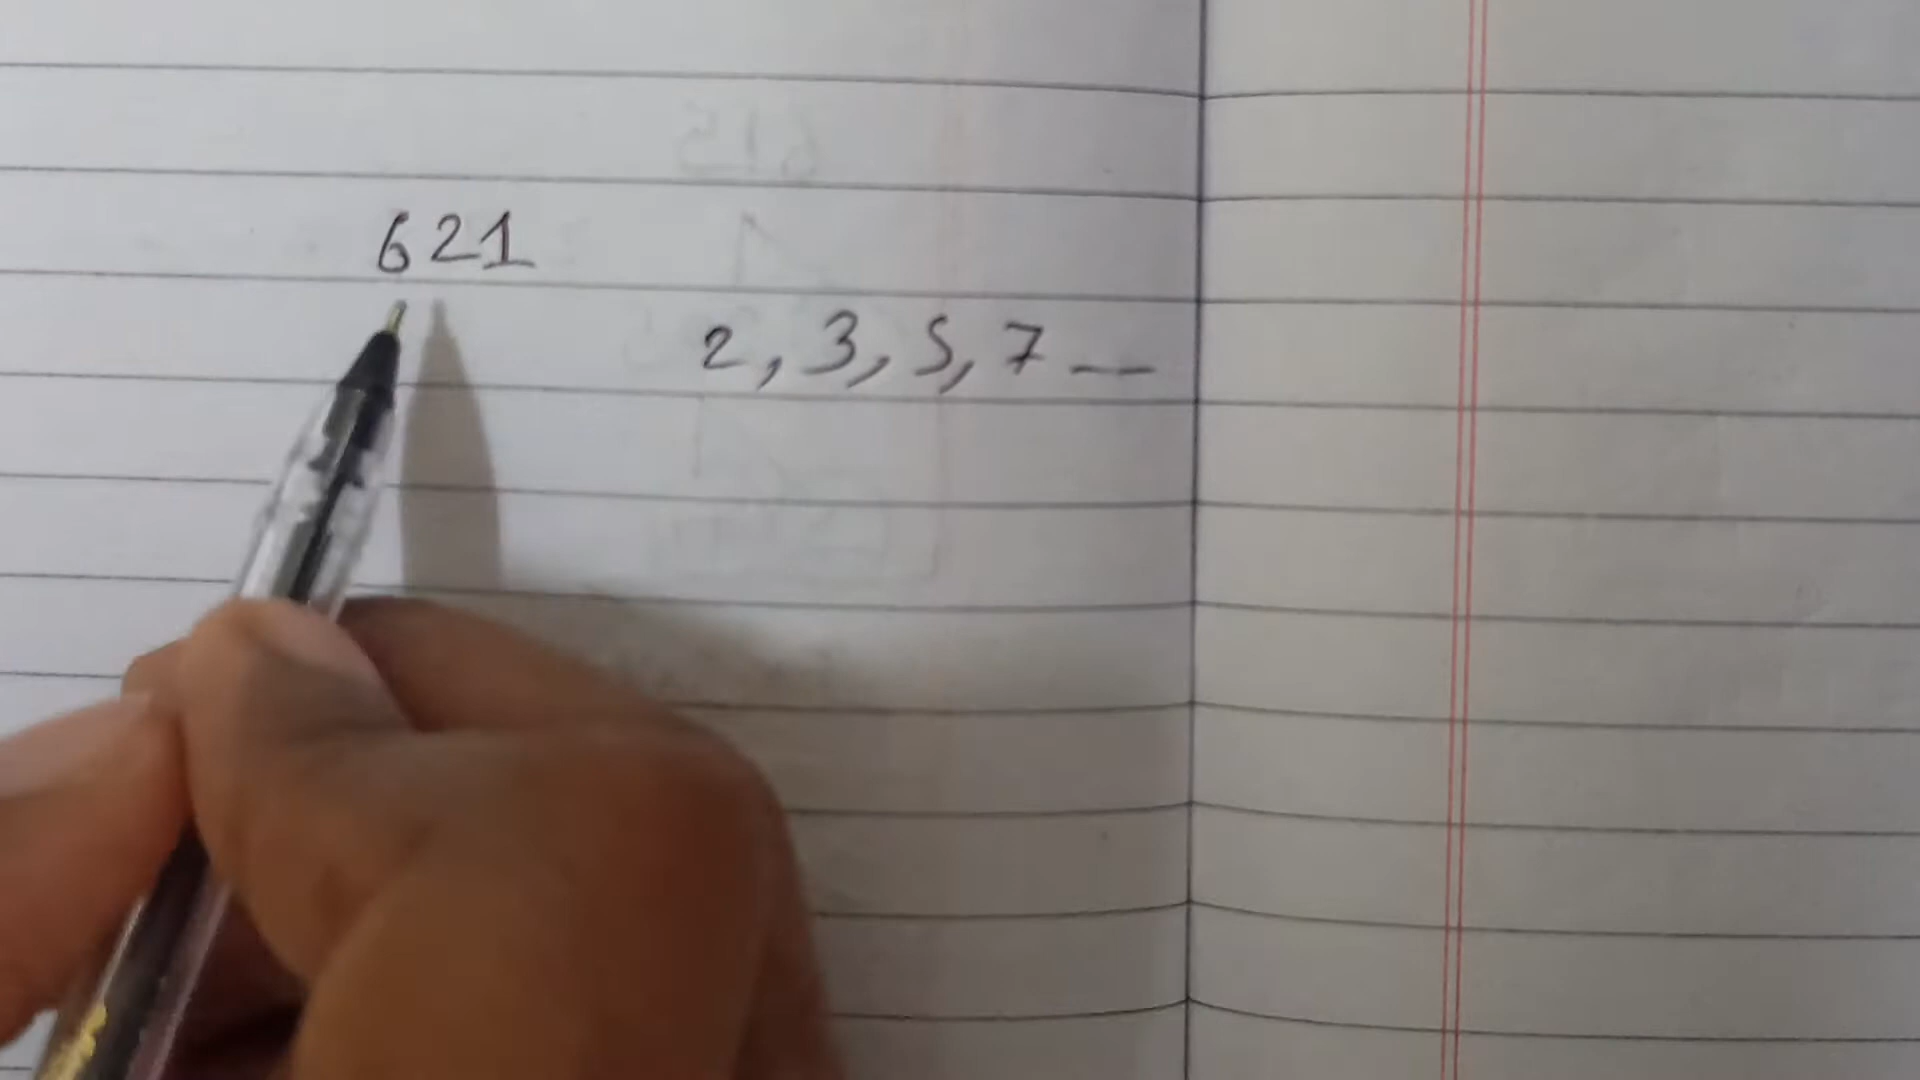 621
2, 3, 5, 7 —